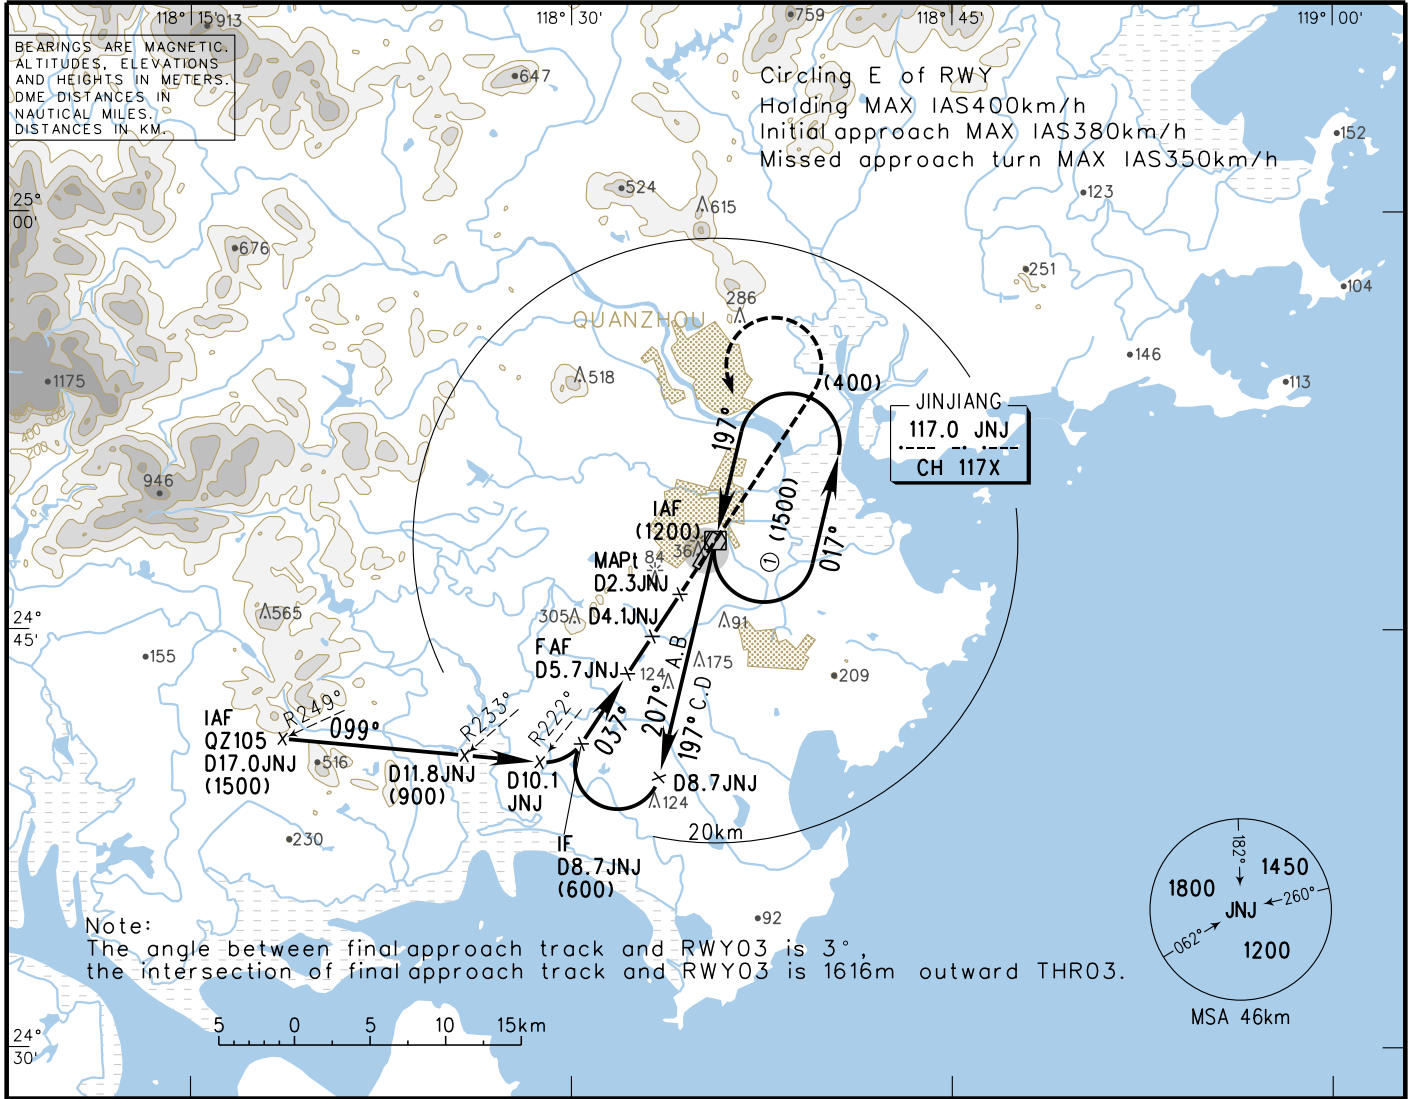 118° 15'
913
118° 30'
759
118° 45'
119° 00'
BEARINGS ARE MAGNETIC.
ALTITUDES, ELEVATIONS
AND HEIGHTS IN METERS.
DME DISTANCES IN
NAUTICAL MILES.
DISTANCES IN KM.
647
Circling E of RWY
Holding MAX IAS400km/h
Initial approach MAX IAS380km/h
Missed approach turn MAX IAS350km/h
152
524
123
25°
00'
615
676
251
104
286
QUANZHOU
146
1175
518
(400)
113
JINJIANG
117.0 JNJ
CH 117X
400
600
200
197°
946
IAF
(1200)
① (1500)
017°
36
MAPt
84
D2.3JNJ
565
305
D4.1JNJ
91
24°
45'
155
FAF
D5.7JNJ
124
175
209
207° A.B
197° C.D
R249°
R233°
R222°
037°
099°
IAF
QZ105
D17.0JNJ
(1500)
516
D11.8JNJ
(900)
D10.1
JNJ
D8.7JNJ
124
20km
230
IF
D8.7JNJ
(600)
182°
1450
1800
260°
JNJ
062°
1200
MSA 46km
92
Note:
The angle between final approach track and RWY03 is 3°,
the intersection of final approach track and RWY03 is 1616m outward THR03.
5 0 5 10 15km
24°
30'